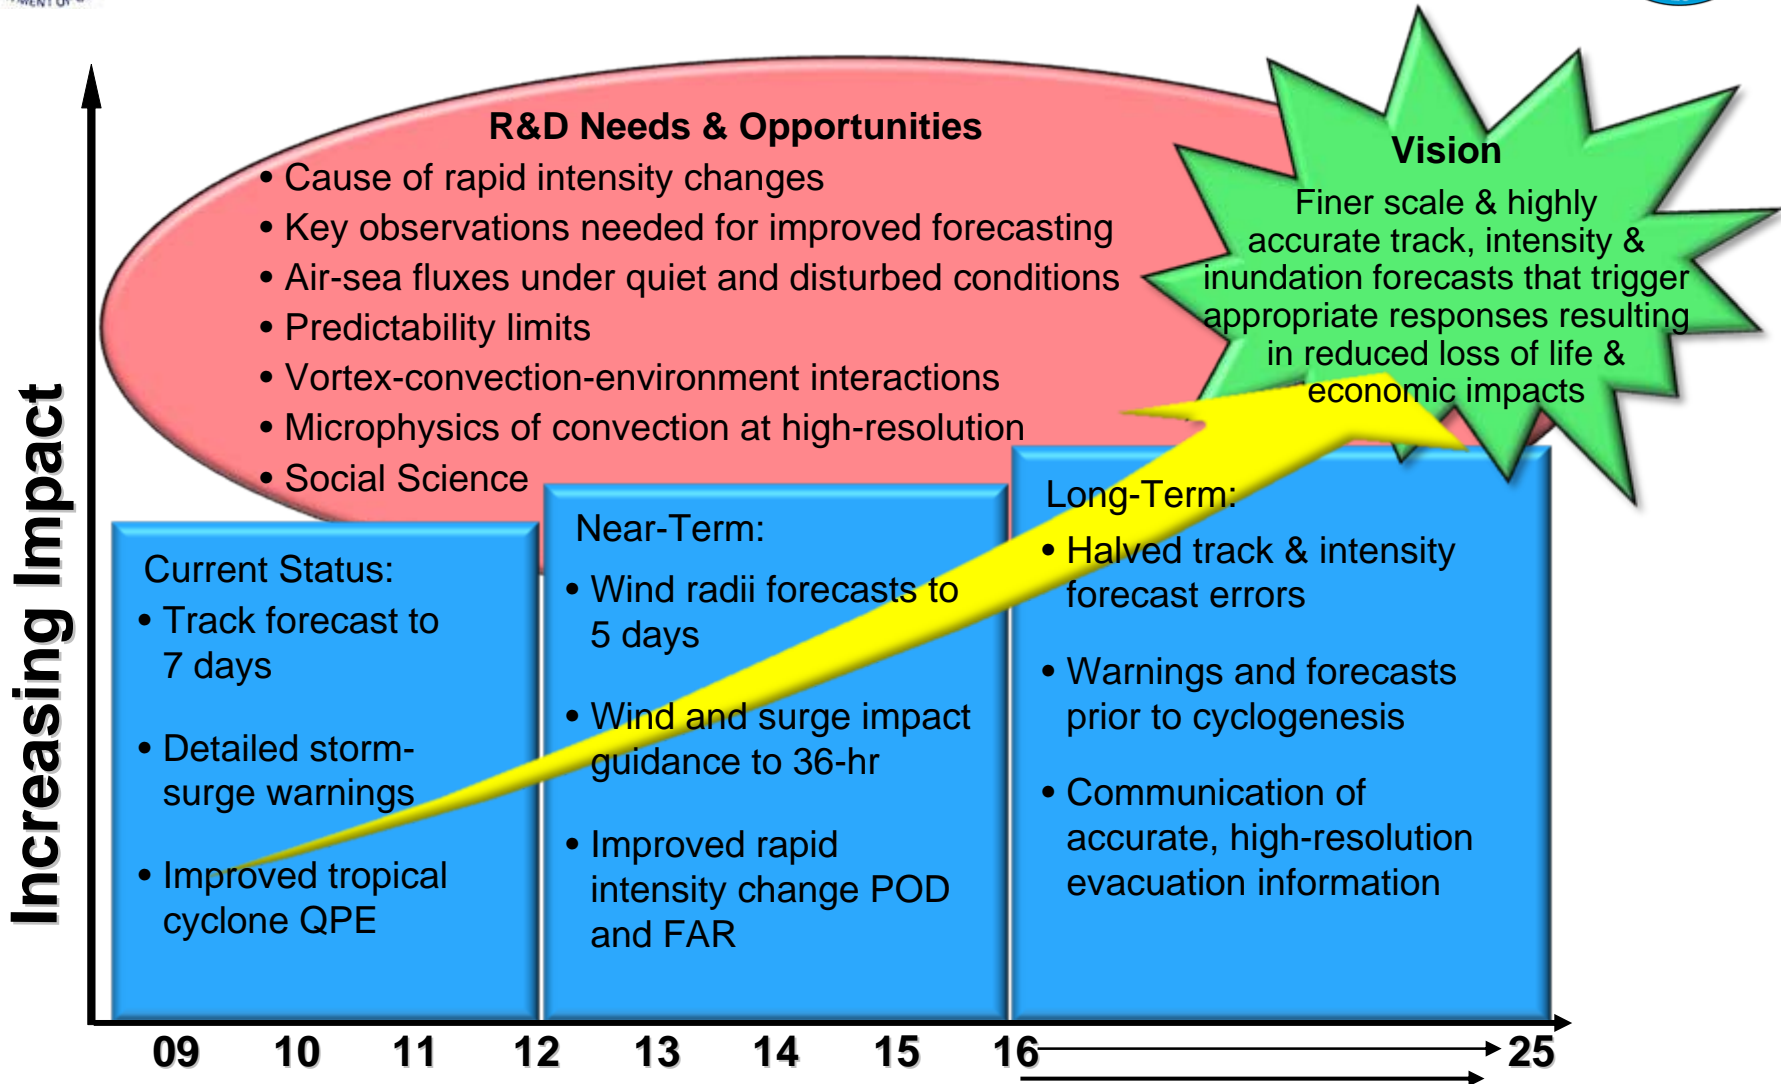 R&D Needs & Opportunities
• Cause of rapid intensity changes
• Key observations needed for improved forecasting
• Air-sea fluxes under quiet and disturbed conditions
• Predictability limits
• Vortex-convection-environment interactions
• Microphysics of convection at high-resolution
• Social Science
Vision
Finer scale & highly
accurate track, intensity &
inundation forecasts that trigger
appropriate responses resulting
in reduced loss of life &
economic impacts
Increasing Impact
Current Status:
• Track forecast to
7 days
• Detailed storm-
surge warnings
• Improved tropical
cyclone QPE
Near-Term:
• Wind radii forecasts to
5 days
• Wind and surge impact
guidance to 36-hr
• Improved rapid
intensity change POD
and FAR
Long-Term:
• Halved track & intensity
forecast errors
• Warnings and forecasts
prior to cyclogenesis
• Communication of
accurate, high-resolution
evacuation information
09 10 11 12 13 14 15 16 25